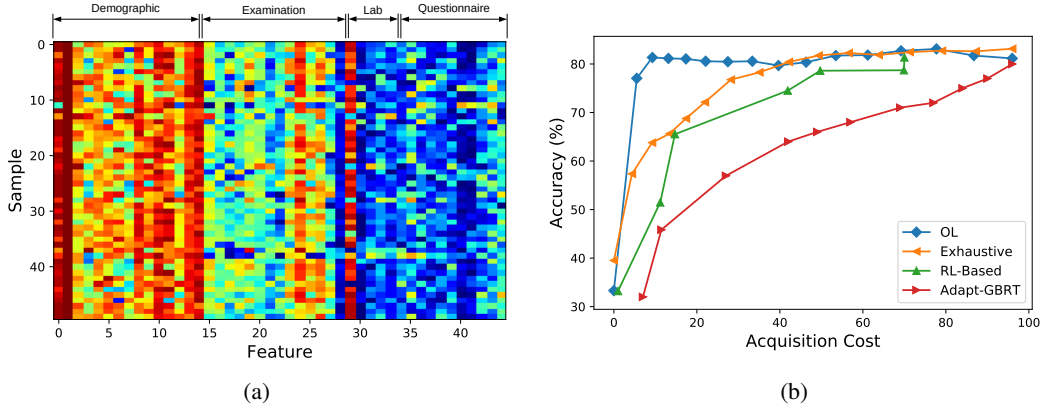 Demographic Examination Lab Questionnaire
0
10
20
30
40
Sample
0 5 10 15 20 25 30 35 40
Feature
(a)
80
70
60
50
40
30
Accuracy (%)
OL
Exhaustive
RL-Based
Adapt-GBRT
0 20 40 60 80 100
Acquisition Cost
(b)